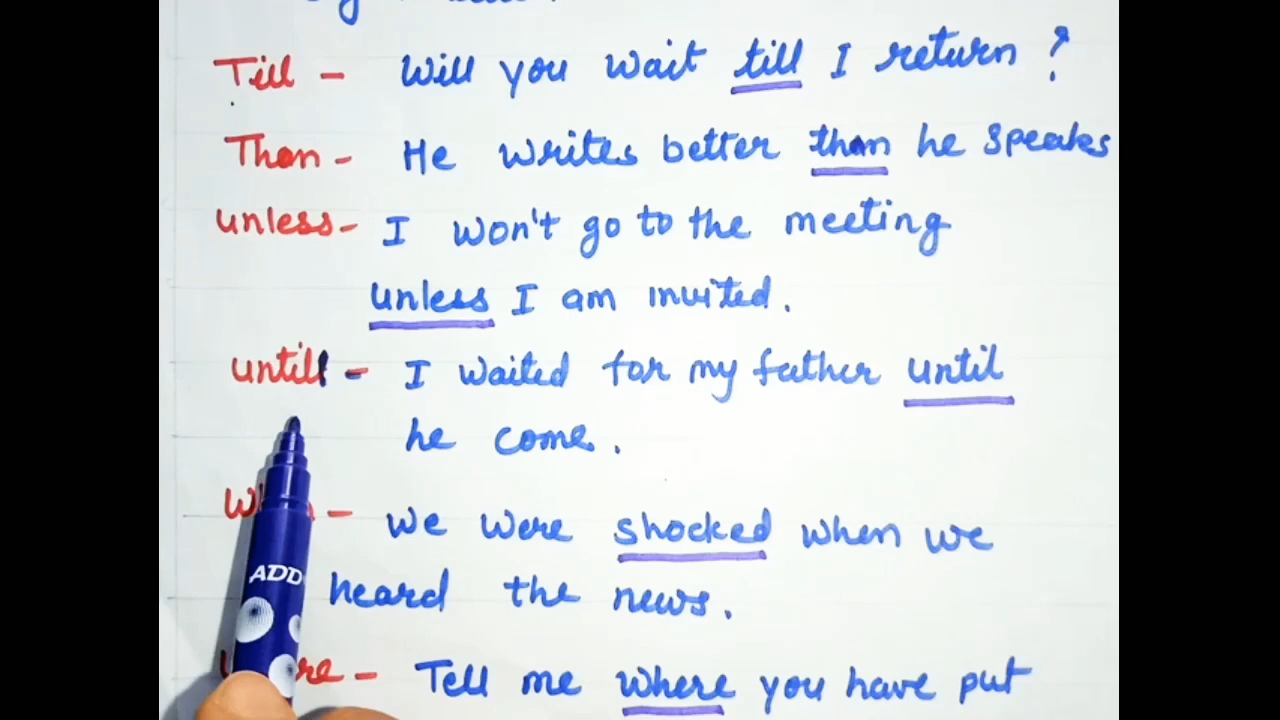 Till - Will you wait till I return ?
Than - He writes better than he speaks
unless - I won't go to the meeting
unless I am invited.
until - I waited for my father until
he come.
- we were shocked when we
heard the news.
- Tell me where you have put
ADD